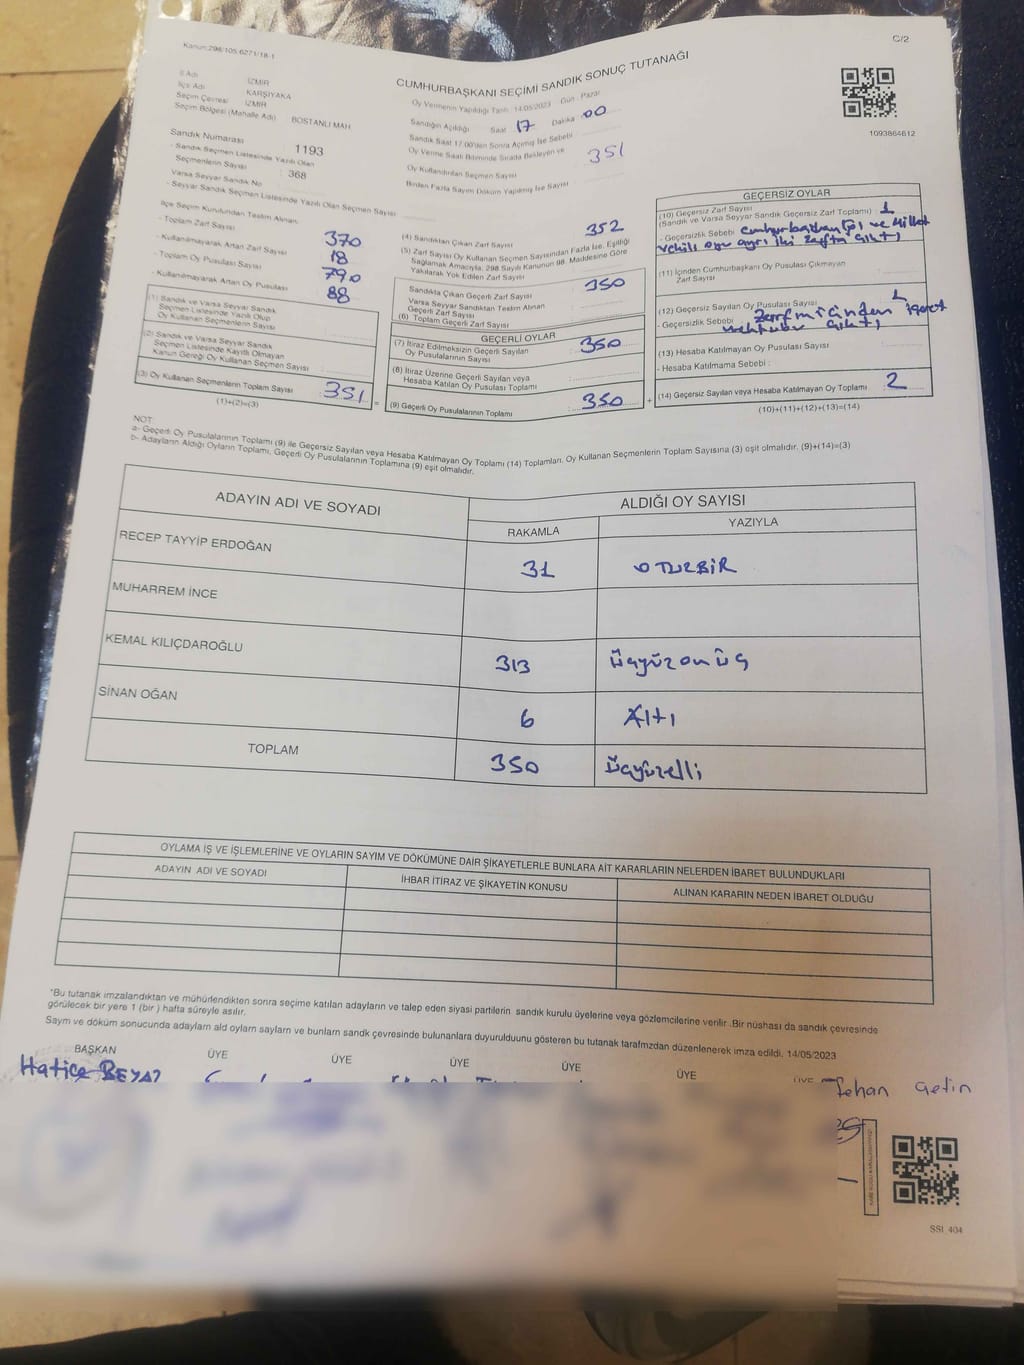 Kanun:298/105 6271/18-1
C/2
CUMHURBAŞKANI SEÇİMİ SANDIK SONUÇ TUTANAĞI
İl Adı İZMİR
İlçe Adı KARŞIYAKA
Seçim Çevresi İZMİR
Seçim Bölgesi (Mahalle Adı) BOSTANLI MAH
Oy Vermenin Yapıldığı Tarih : 14/05/2023 Gün : Pazar
Sandığın Açıldığı Saat 17 Dakika 00
Sandık Saat 17.00'den Sonra Açılmış İse Sebebi
Oy Verme Saati Bitiminde Sırada Bekleyen ve
Oy Kullandırılan Seçmen Sayısı 351
Birden Fazla Sayım Döküm Yapılmış İse Sayısı
1093864612
Sandık Numarası : 1193
- Sandık Seçmen Listesinde Yazılı Olan
Seçmenlerin Sayısı : 368
Varsa Seyyar Sandık No
- Seyyar Sandık Seçmen Listesinde Yazılı Olan Seçmen Sayısı
İlçe Seçim Kurulundan Teslim Alınan:
- Toplam Zarf Sayısı 370
- Kullanılmayarak Artan Zarf Sayısı 18
- Toplam Oy Pusulası Sayısı 790
- Kullanılmayarak Artan Oy Pusulası 88
(1) Sandık ve Varsa Seyyar Sandık
Seçmen Listesinde Yazılı Olup
Oy Kullanan Seçmenlerin Sayısı
(2) Sandık ve Varsa Seyyar Sandık
Seçmen Listesinde Kayıtlı Olmayan
Kanun Gereği Oy Kullanan Seçmen Sayısı
(3) Oy Kullanan Seçmenlerin Toplam Sayısı : 351
(1)+(2)=(3)
(4) Sandıktan Çıkan Zarf Sayısı 352
(5) Zarf Sayısı Oy Kullanan Seçmen Sayısından Fazla İse, Eşitliği
Sağlamak Amacıyla, 298 Sayılı Kanunun 98. Maddesine Göre
Yakılarak Yok Edilen Zarf Sayısı
Sandıkta Çıkan Geçerli Zarf Sayısı : 350
Varsa Seyyar Sandıktan Teslim Alınan
Geçerli Zarf Sayısı
(6) Toplam Geçerli Zarf Sayısı
GEÇERLİ OYLAR
(7) İtiraz Edilmeksizin Geçerli Sayılan
Oy Pusulalarının Sayısı : 350
(8) İtiraz Üzerine Geçerli Sayılan veya
Hesaba Katılan Oy Pusulası Toplamı
(9) Geçerli Oy Pusulalarının Toplamı : 350
GEÇERSİZ OYLAR
(10) Geçersiz Zarf Sayısı
(Sandık ve Varsa Seyyar Sandık Geçersiz Zarf Toplamı) 1
- Geçersizlik Sebebi : Cumhurbaşkanlığı ve Millet
vekili oyu ayrı iki zarftan çıktı
(11) İçinden Cumhurbaşkanı Oy Pusulası Çıkmayan
Zarf Sayısı
(12) Geçersiz Sayılan Oy Pusulası Sayısı 1
- Geçersizlik Sebebi : zarfın içinden işaret
mektubu çıktı
(13) Hesaba Katılmayan Oy Pusulası Sayısı
- Hesaba Katılmama Sebebi :
(14) Geçersiz Sayılan veya Hesaba Katılmayan Oy Toplamı : 2
(10)+(11)+(12)+(13)=(14)
NOT:
a- Geçerli Oy Pusulalarının Toplamı (9) ile Geçersiz Sayılan veya Hesaba Katılmayan Oy Toplamı (14) Toplamları, Oy Kullanan Seçmenlerin Toplam Sayısına (3) eşit olmalıdır. (9)+(14)=(3)
b- Adayların Aldığı Oyların Toplamı, Geçerli Oy Pusulalarının Toplamına (9) eşit olmalıdır.
ADAYIN ADI VE SOYADI ALDIĞI OY SAYISI
RAKAMLA YAZIYLA
RECEP TAYYİP ERDOĞAN 31 OTUZBİR
MUHARREM İNCE
KEMAL KILIÇDAROĞLU 313 üçyüzonüç
SİNAN OĞAN 6 Altı
TOPLAM 350 üçyüzelli
OYLAMA İŞ VE İŞLEMLERİNE VE OYLARIN SAYIM VE DÖKÜMÜNE DAİR ŞİKAYETLERLE BUNLARA AİT KARARLARIN NELERDEN İBARET BULUNDUKLARI
ADAYIN ADI VE SOYADI İHBAR İTİRAZ VE ŞİKAYETİN KONUSU ALINAN KARARIN NEDEN İBARET OLDUĞU
*Bu tutanak imzalandıktan ve mühürlendikten sonra seçime katılan adayların ve talep eden siyasi partilerin sandık kurulu üyelerine veya gözlemcilerine verilir. Bir nüshası da sandık çevresinde
görülecek bir yere 1 (bir) hafta süreyle asılır.
Sayım ve döküm sonucunda adayların ald oyların sayları ve bunların sandk çevresinde bulunanlara duyurulduunu gösteren bu tutanak tarafmzdan düzenlenerek imza edildi. 14/05/2023
BAŞKAN ÜYE ÜYE ÜYE ÜYE ÜYE ÜYE
Hatice BEYAZ
Çetin
SSI_404